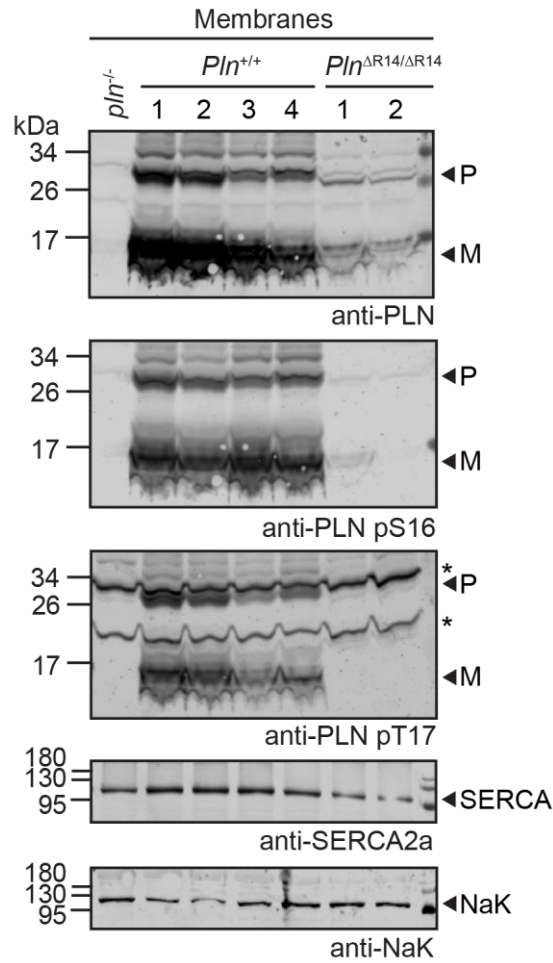 Membranes
pln-/- Pln+/+ PlnΔR14/ΔR14
1 2 3 4 1 2
kDa
34
◄P
26
17
◄M
anti-PLN
34
◄P
26
17
◄M
anti-PLN pS16
*
34
◄P
26
*
17
◄M
anti-PLN pT17
180
130
95
◄SERCA
anti-SERCA2a
180
130
95
◄NaK
anti-NaK